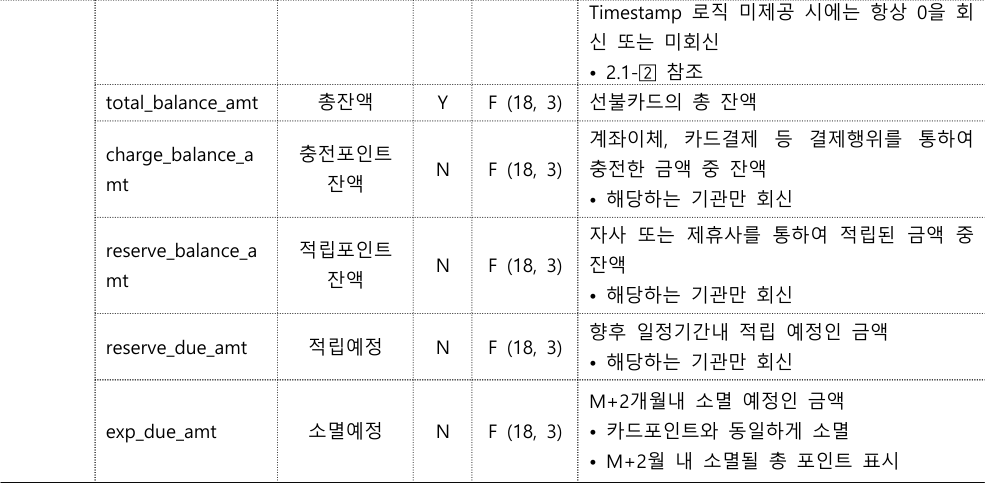 Timestamp 로직 미제공 시에는 항상 0을 회
신 또는 미회신
• 2.1-2 참조
total_balance_amt 총잔액 Y F (18, 3) 선불카드의 총 잔액
charge_balance_a
mt
충전포인트
잔액
N F (18, 3)
계좌이체, 카드결제 등 결제행위를 통하여
충전한 금액 중 잔액
• 해당하는 기관만 회신
reserve_balance_a
mt
적립포인트
잔액
N F (18, 3)
자사 또는 제휴사를 통하여 적립된 금액 중
잔액
• 해당하는 기관만 회신
reserve_due_amt 적립예정 N F (18, 3)
향후 일정기간내 적립 예정인 금액
• 해당하는 기관만 회신
exp_due_amt 소멸예정 N F (18, 3)
M+2개월내 소멸 예정인 금액
• 카드포인트와 동일하게 소멸
• M+2월 내 소멸될 총 포인트 표시